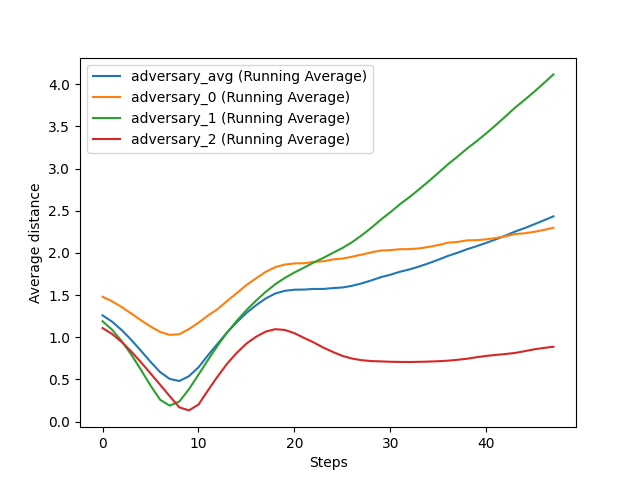 adversary_avg (Running Average)
adversary_0 (Running Average)
adversary_1 (Running Average)
adversary_2 (Running Average)
Average distance
4.0
3.5
3.0
2.5
2.0
1.5
1.0
0.5
0.0
0 10 20 30 40
Steps